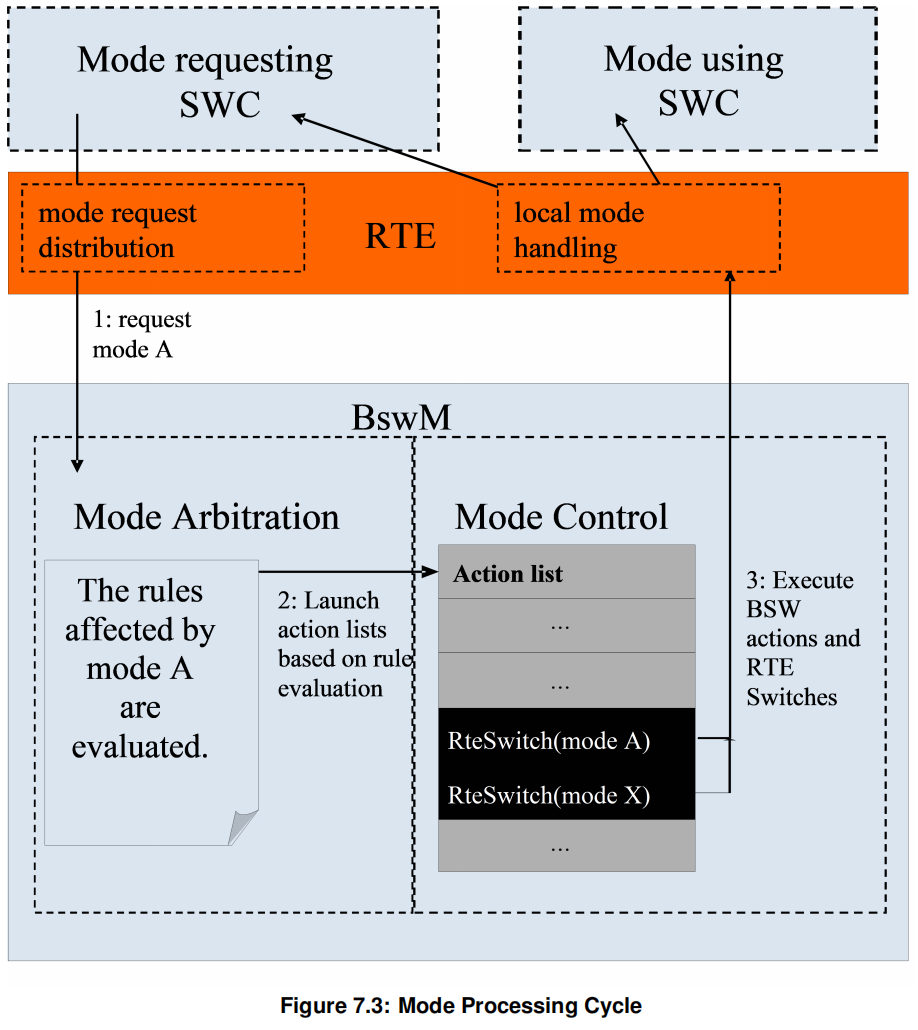 Mode requesting
SWC
Mode using
SWC
mode request
distribution
RTE
local mode
handling
1: request
mode A
BswM
Mode Arbitration
Mode Control
The rules
affected by
mode A
are
evaluated.
2: Launch
action lists
based on rule
evaluation
Action list
...
...
RteSwitch(mode A)
RteSwitch(mode X)
...
3: Execute
BSW
actions and
RTE
Switches
Figure 7.3: Mode Processing Cycle